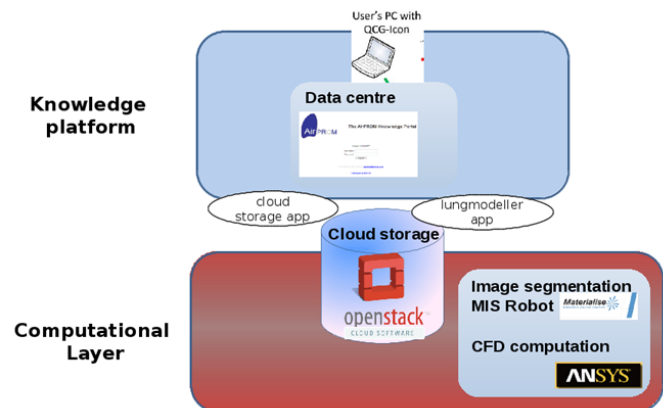 User's PC with
QCG-Icon
Knowledge
platform
Data centre
AirPROM
The AirPROM Knowledge Portal
cloud
storage app
lungmodeller
app
Cloud storage
openstack
CLOUD SOFTWARE
Computational
Layer
Image segmentation
MIS Robot
Materialise
CFD computation
ANSYS